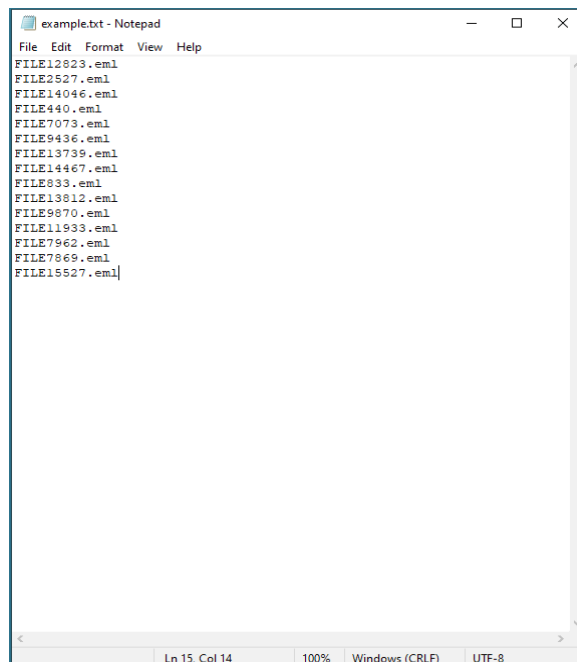 example.txt - Notepad
File Edit Format View Help
FILE12823.eml
FILE2527.eml
FILE14046.eml
FILE440.eml
FILE7073.eml
FILE9436.eml
FILE13739.eml
FILE14467.eml
FILE833.eml
FILE13812.eml
FILE9870.eml
FILE11933.eml
FILE7962.eml
FILE7869.eml
FILE15527.eml
Ln 15, Col 14 100% Windows (CRLF) UTF-8